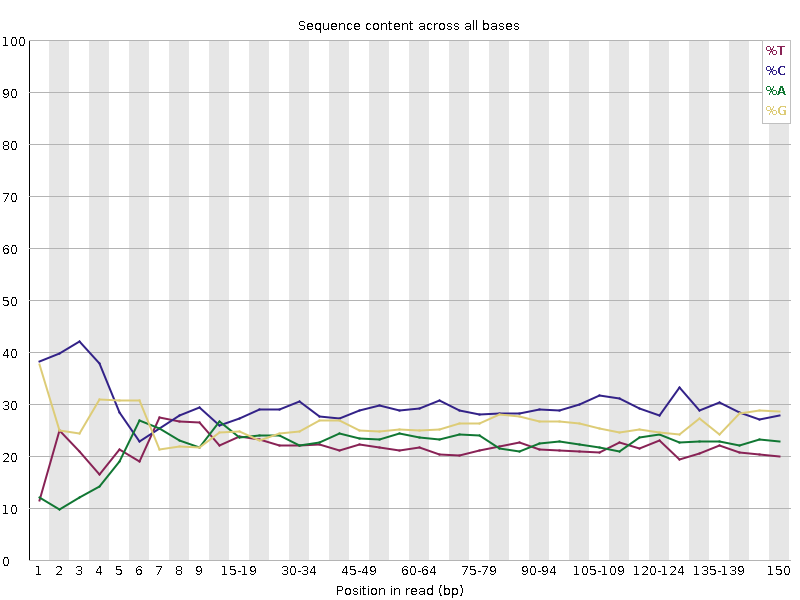 Sequence content across all bases
100
90
80
70
60
50
40
30
20
10
0
%T
%C
%A
%G
1 2 3 4 5 6 7 8 9 15-19 30-34 45-49 60-64 75-79 90-94 105-109 120-124 135-139 150
Position in read (bp)